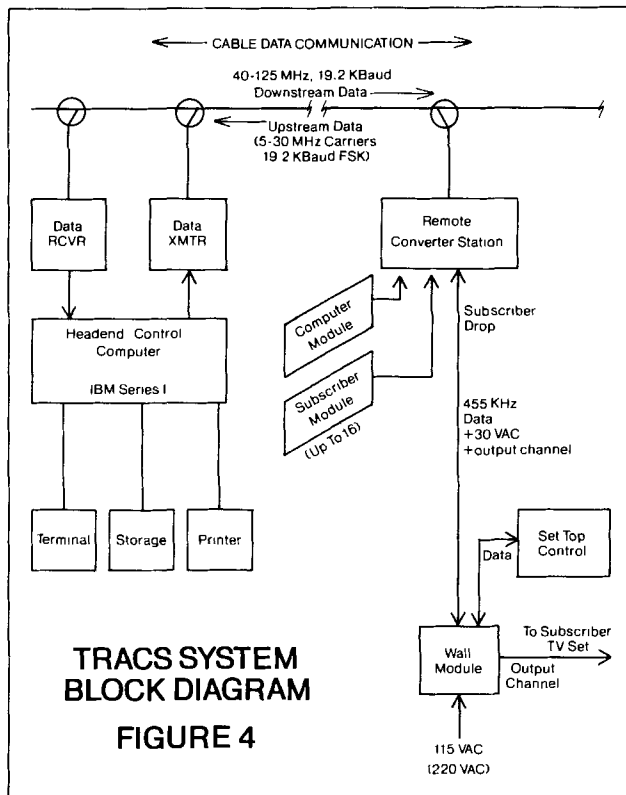 CABLE DATA COMMUNICATION
40-125 MHz, 19.2 KBaud
Downstream Data
Upstream Data
(5-30 MHz Carriers
19 2 KBaud FSK)
Data
RCVR
Data
XMTR
Remote
Converter Station
Headend Control
Computer
IBM Series I
Computer
Module
Subscriber
Module
(Up To 16)
Subscriber
Drop
455 KHz
Data
+30 VAC
+output channel
Terminal
Storage
Printer
Set Top
Control
Data
Wall
Module
To Subscriber
TV Set
Output
Channel
115 VAC
(220 VAC)
TRACS SYSTEM
BLOCK DIAGRAM
FIGURE 4